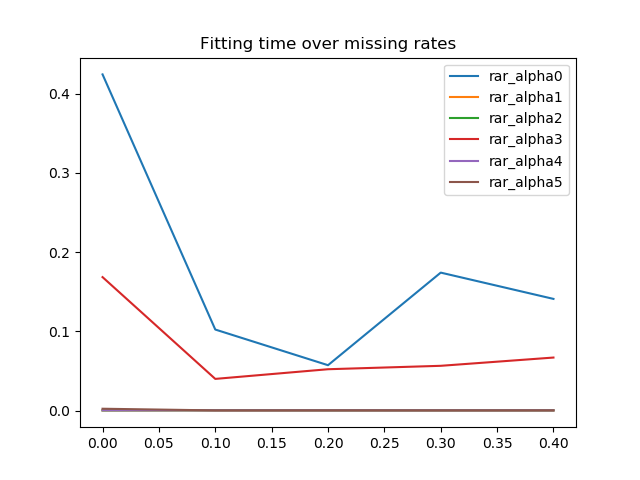 Fitting time over missing rates
rar_alpha0
rar_alpha1
rar_alpha2
rar_alpha3
rar_alpha4
rar_alpha5
0.4
0.3
0.2
0.1
0.0
0.00 0.05 0.10 0.15 0.20 0.25 0.30 0.35 0.40